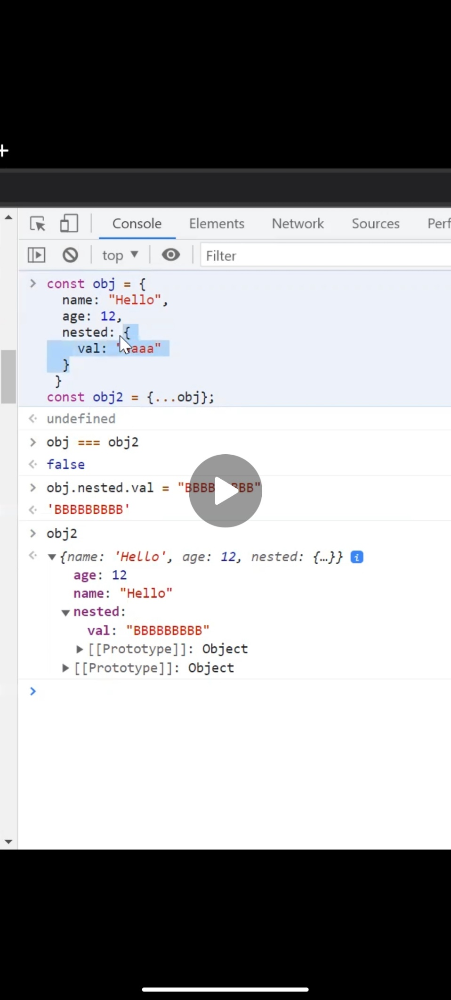 Console Elements Network Sources Perf
top Filter
const obj = {
name: "Hello",
age: 12,
nested: {
val: "aaa"
}
}
const obj2 = {...obj};
undefined
obj === obj2
false
obj.nested.val = "BBBB BBB"
'BBBBBBBBB'
obj2
{name: 'Hello', age: 12, nested: {…}}
age: 12
name: "Hello"
nested:
val: "BBBBBBBBB"
[[Prototype]]: Object
[[Prototype]]: Object